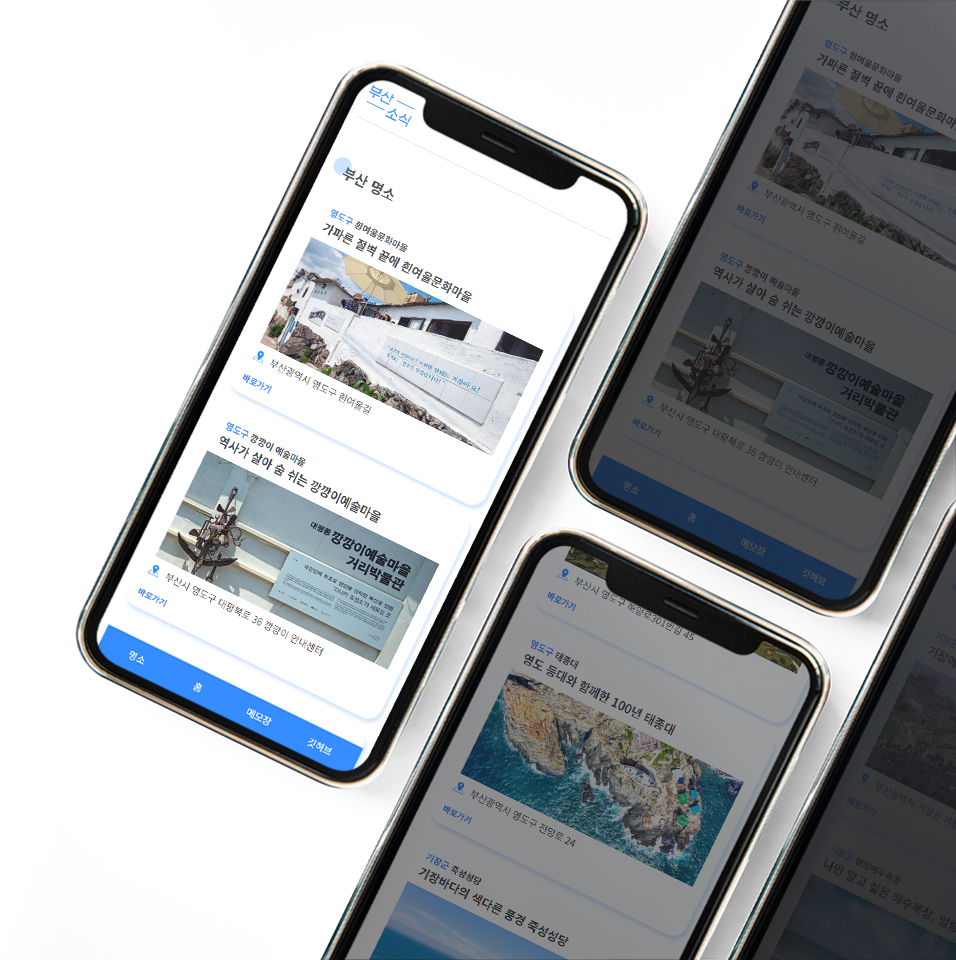 부산
소식
부산 명소
영도구 흰여울문화마을
가파른 절벽 끝에 흰여울문화마을
부산광역시 영도구 흰여울길
바로가기
영도구 깡깡이 예술마을
역사가 살아 숨 쉬는 깡깡이예술마을
대평동 깡깡이예술마을
거리박물관
부산시 영도구 대평북로 36 깡깡이 안내센터
바로가기
명소
홈
메모장
깃허브
부산 명소
영도구 흰여울문화마을
가파른 절벽 끝에 흰여울문화마
부산광역시 영도구 흰여울길
바로가기
영도구 깡깡이 예술마을
역사가 살아 숨 쉬는 깡깡이예술마을
대평동 깡깡이예술마을
거리박물관
부산시 영도구 대평북로 36 깡깡이 안내센터
바로가기
명소
홈
메모장
깃허브
부산시 영도구 해양로301번길 45
바로가기
영도구 태종대
영도 등대와 함께한 100년 태종대
부산광역시 영도구 전망로 24
바로가기
기장군 죽성성당
기장바다의 색다른 풍경 죽성성당
기장군
기장
부산광역시 기장군
바로가기
기장군 임랑해수욕장
나만 알고 싶은 해수욕장, 임랑